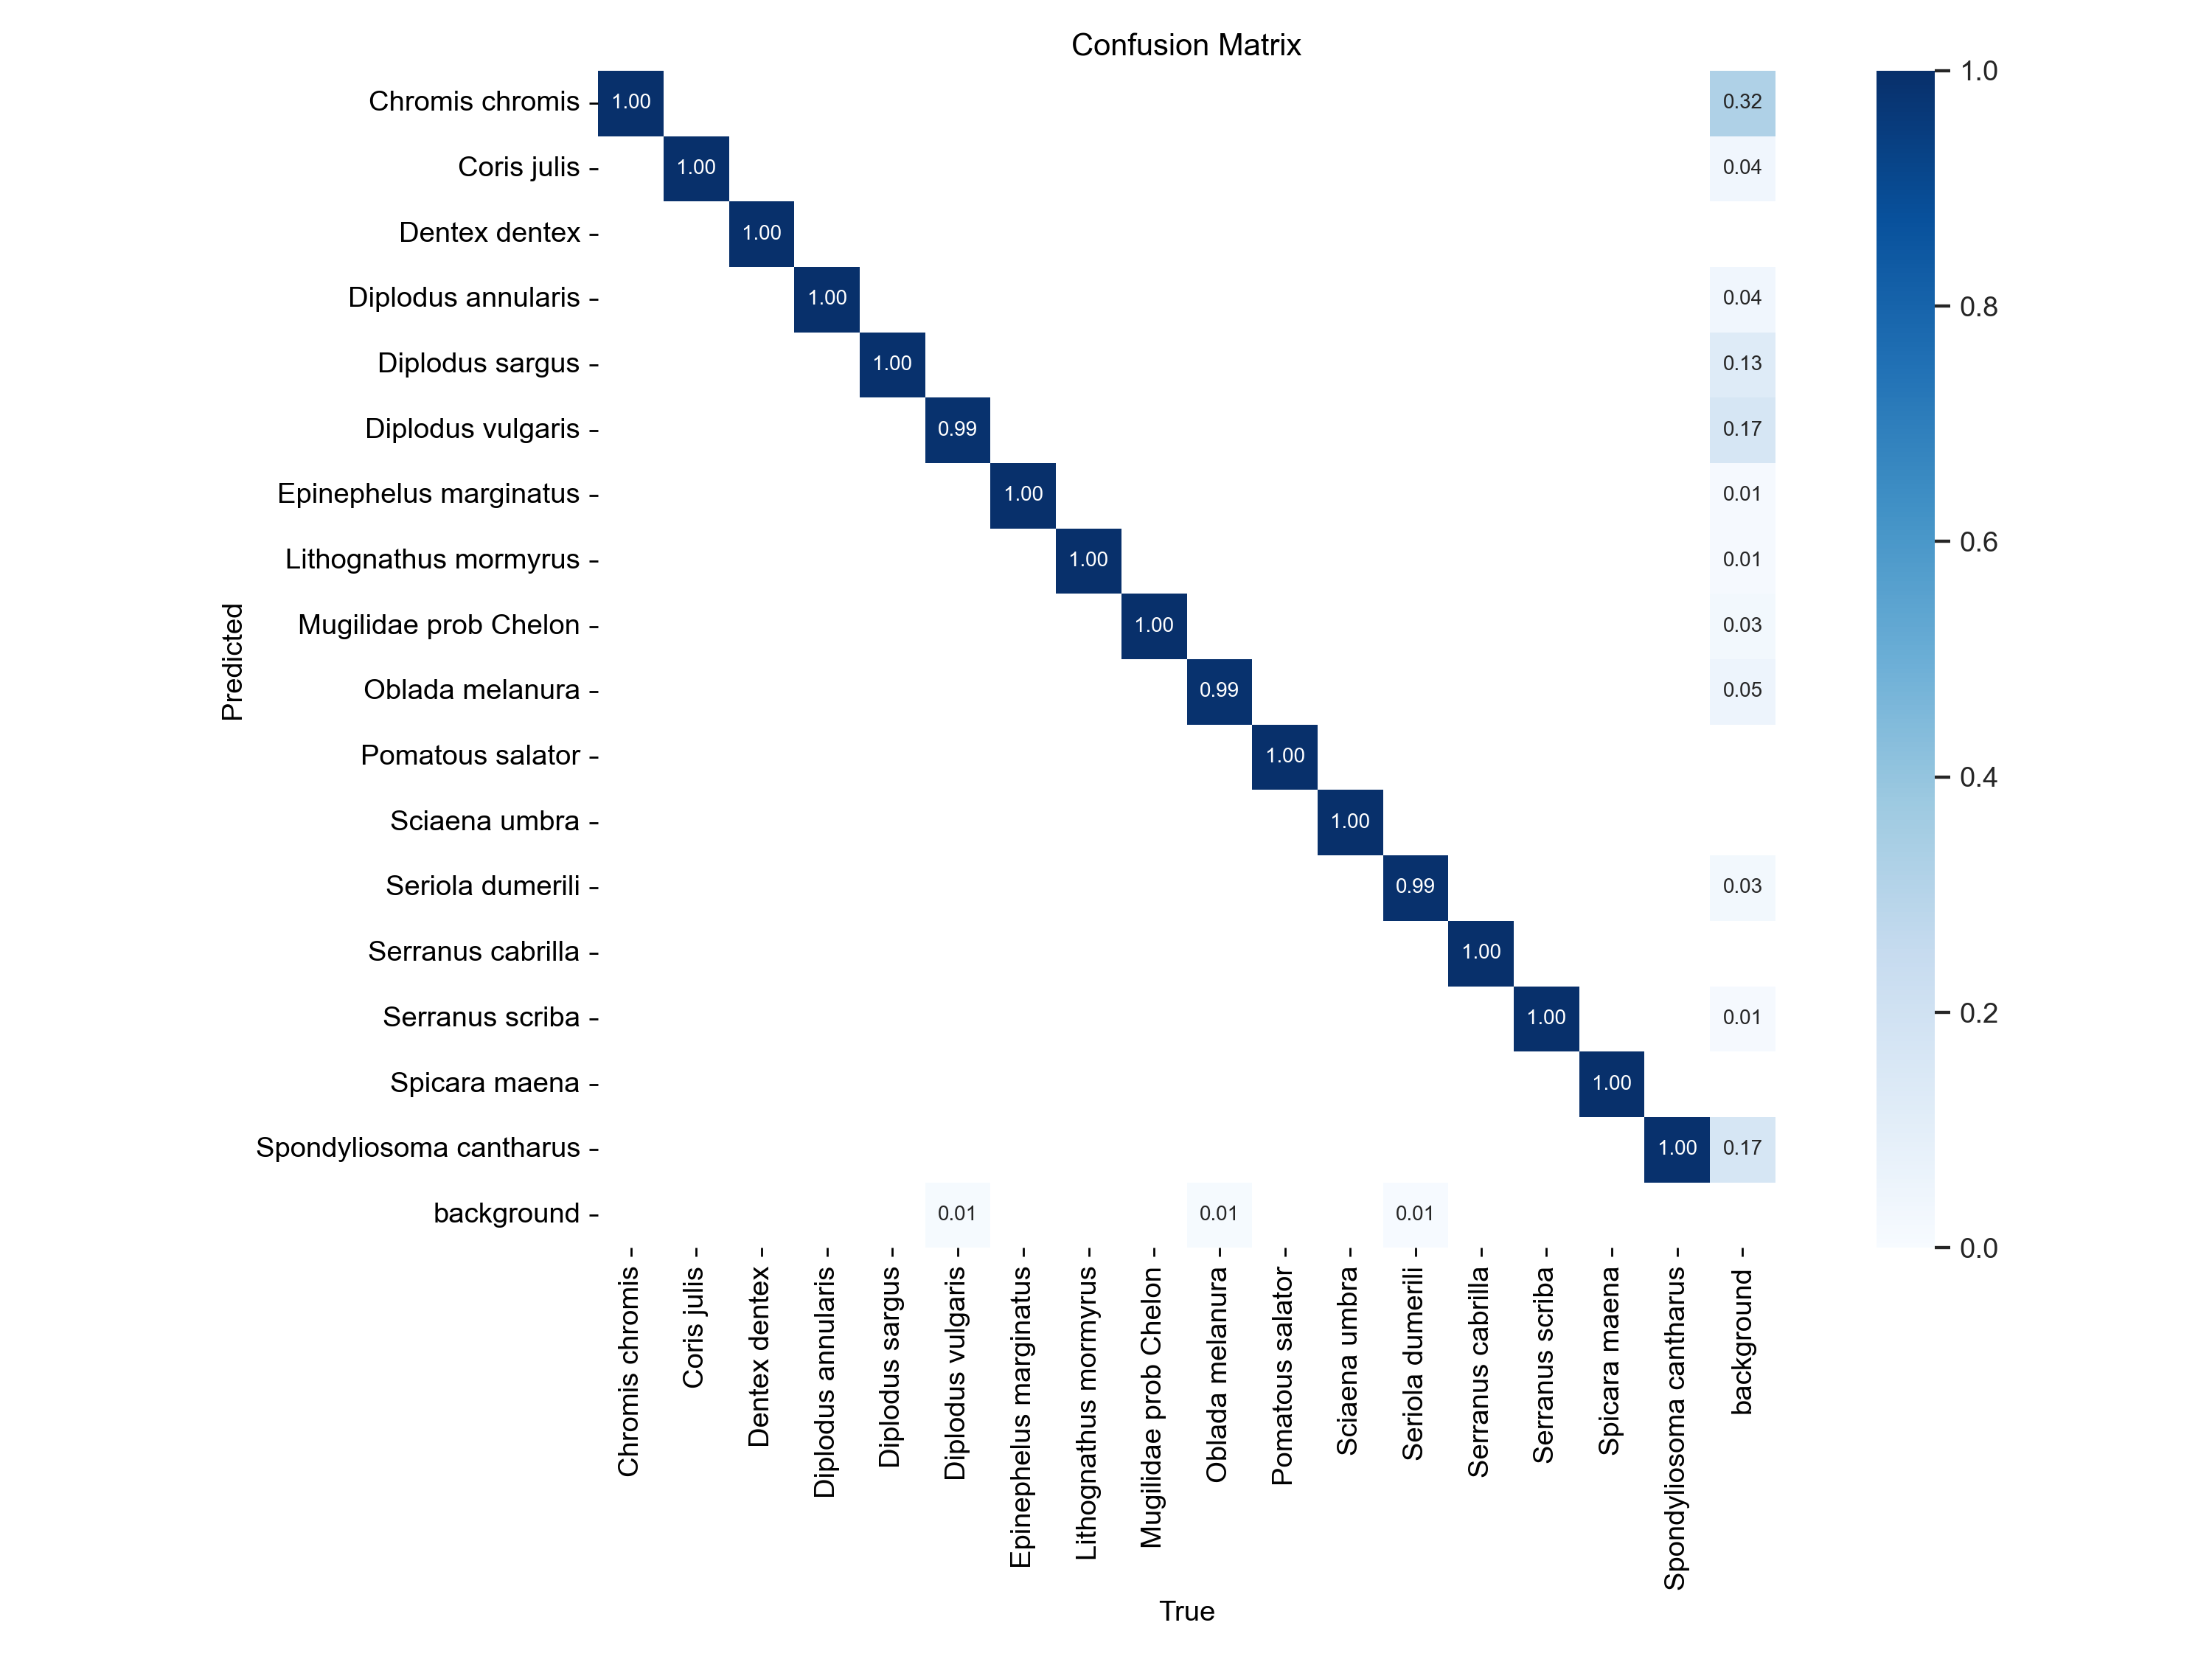 Confusion Matrix
Chromis chromis 1.00 0.32
Coris julis 1.00 0.04
Dentex dentex 1.00
Diplodus annularis 1.00 0.04
Diplodus sargus 1.00 0.13
Diplodus vulgaris 0.99 0.17
Epinephelus marginatus 1.00 0.01
Lithognathus mormyrus 1.00 0.01
Mugilidae prob Chelon 1.00 0.03
Oblada melanura 0.99 0.05
Pomatous salator 1.00
Sciaena umbra 1.00
Seriola dumerili 0.99 0.03
Serranus cabrilla 1.00
Serranus scriba 1.00 0.01
Spicara maena 1.00
Spondyliosoma cantharus 1.00 0.17
background 0.01 0.01 0.01
Predicted
Chromis chromis
Coris julis
Dentex dentex
Diplodus annularis
Diplodus sargus
Diplodus vulgaris
Epinephelus marginatus
Lithognathus mormyrus
Mugilidae prob Chelon
Oblada melanura
Pomatous salator
Sciaena umbra
Seriola dumerili
Serranus cabrilla
Serranus scriba
Spicara maena
Spondyliosoma cantharus
background
True
1.0
0.8
0.6
0.4
0.2
0.0